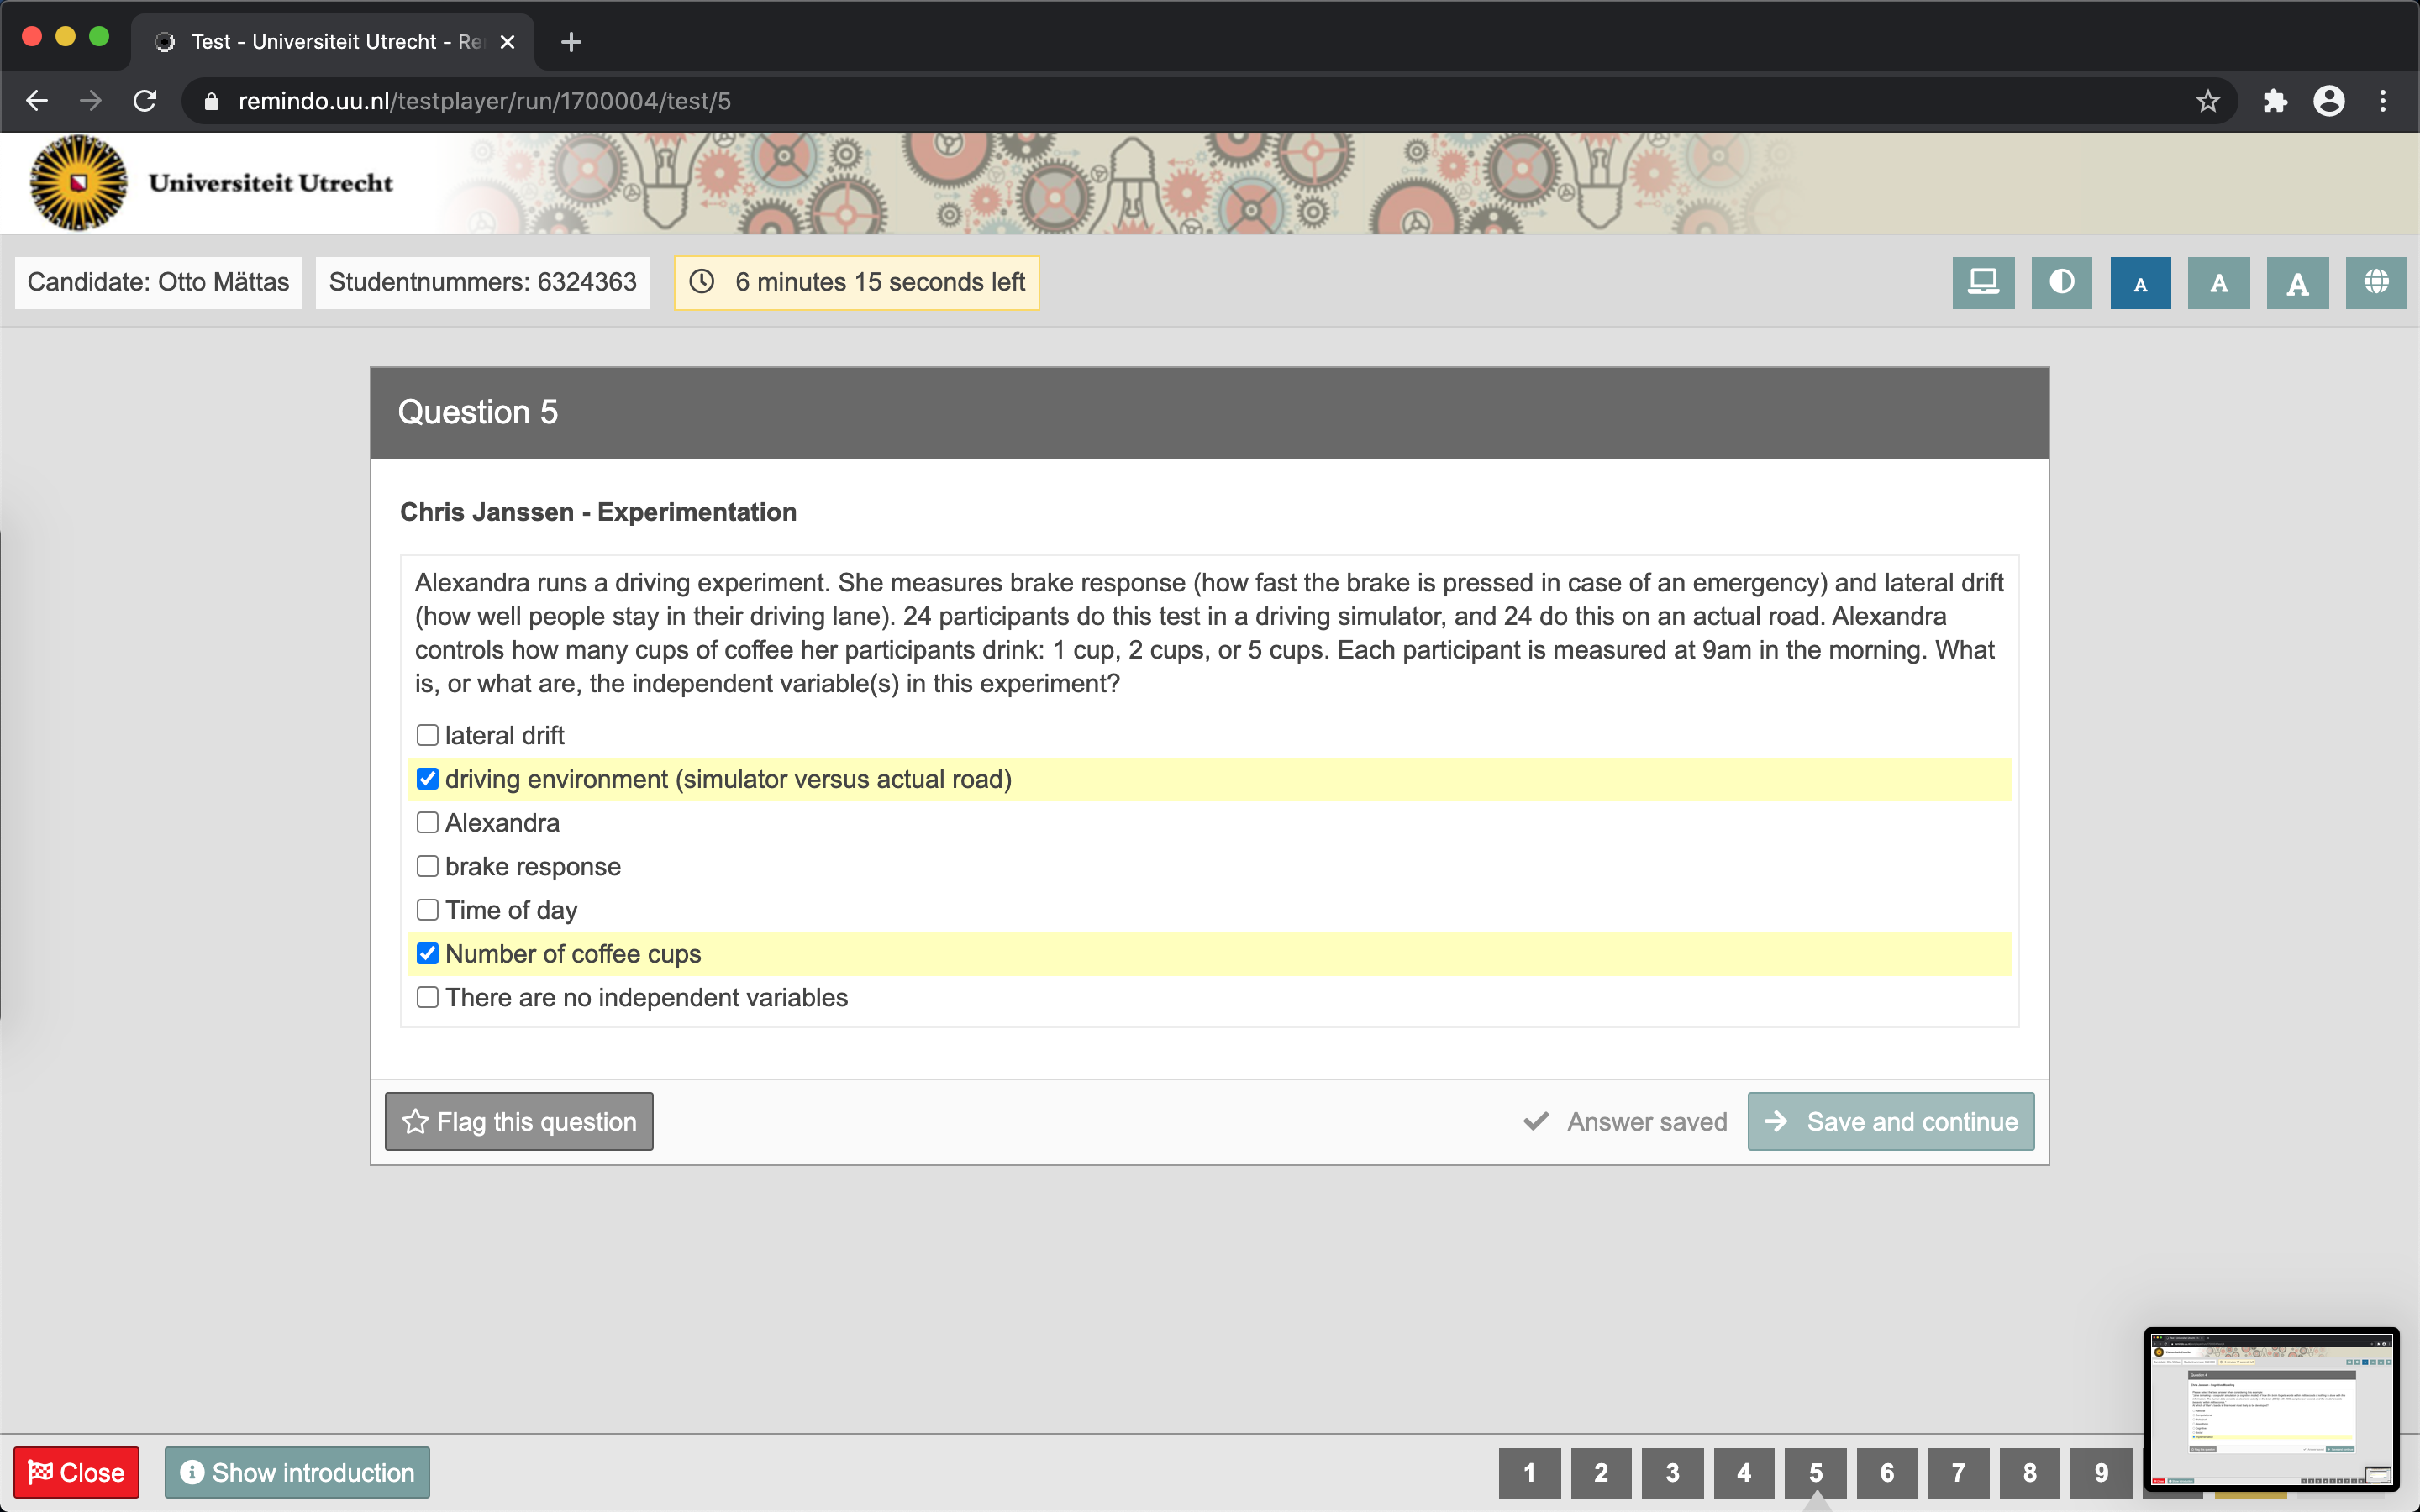 Test - Universiteit Utrecht - Re
remindo.uu.nl/testplayer/run/1700004/test/5
Universiteit Utrecht
Candidate: Otto Mättas
Studentnummers: 6324363
6 minutes 15 seconds left
A
A
A
Question 5
Chris Janssen - Experimentation
Alexandra runs a driving experiment. She measures brake response (how fast the brake is pressed in case of an emergency) and lateral drift
(how well people stay in their driving lane). 24 participants do this test in a driving simulator, and 24 do this on an actual road. Alexandra
controls how many cups of coffee her participants drink: 1 cup, 2 cups, or 5 cups. Each participant is measured at 9am in the morning. What
is, or what are, the independent variable(s) in this experiment?
lateral drift
driving environment (simulator versus actual road)
Alexandra
brake response
Time of day
Number of coffee cups
There are no independent variables
Flag this question
Answer saved
Save and continue
Close
Show introduction
1 2 3 4 5 6 7 8 9